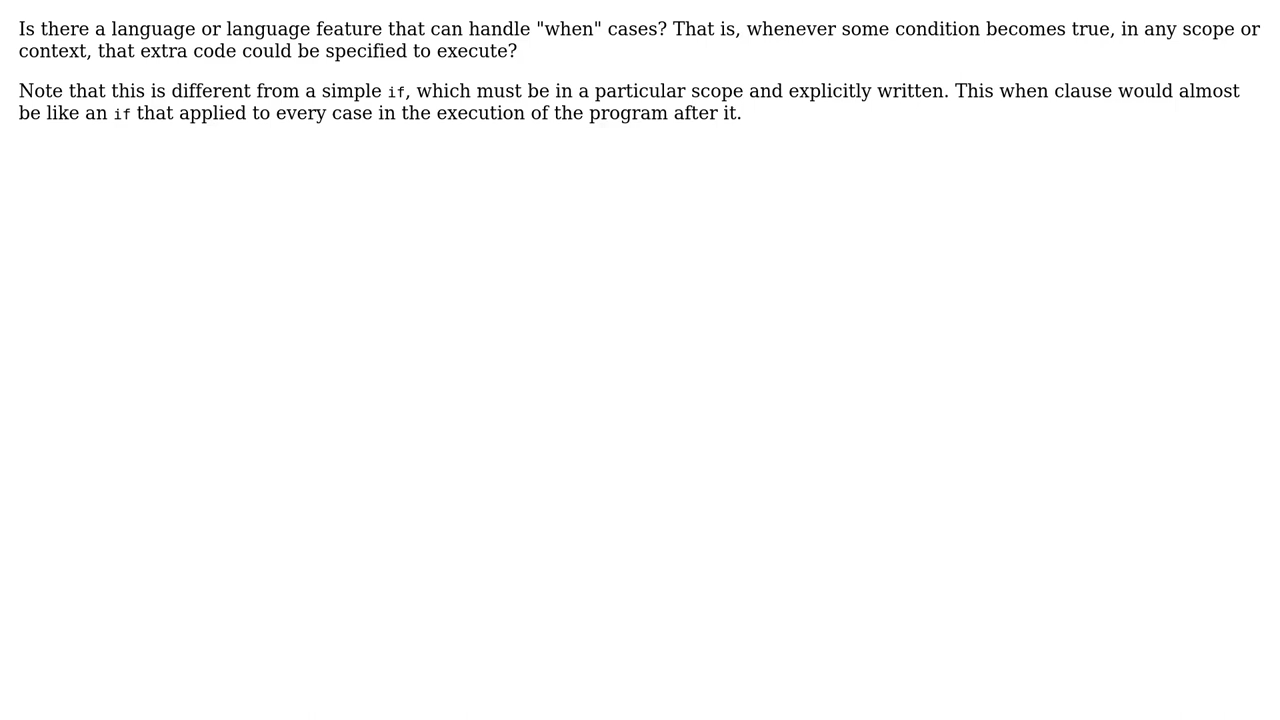 Is there a language or language feature that can handle "when" cases? That is, whenever some condition becomes true, in any scope or
context, that extra code could be specified to execute?
Note that this is different from a simple if, which must be in a particular scope and explicitly written. This when clause would almost
be like an if that applied to every case in the execution of the program after it.